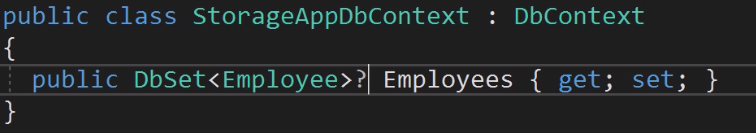 public class StorageAppDbContext : DbContext
{
public DbSet<Employee>? Employees { get; set; }
}